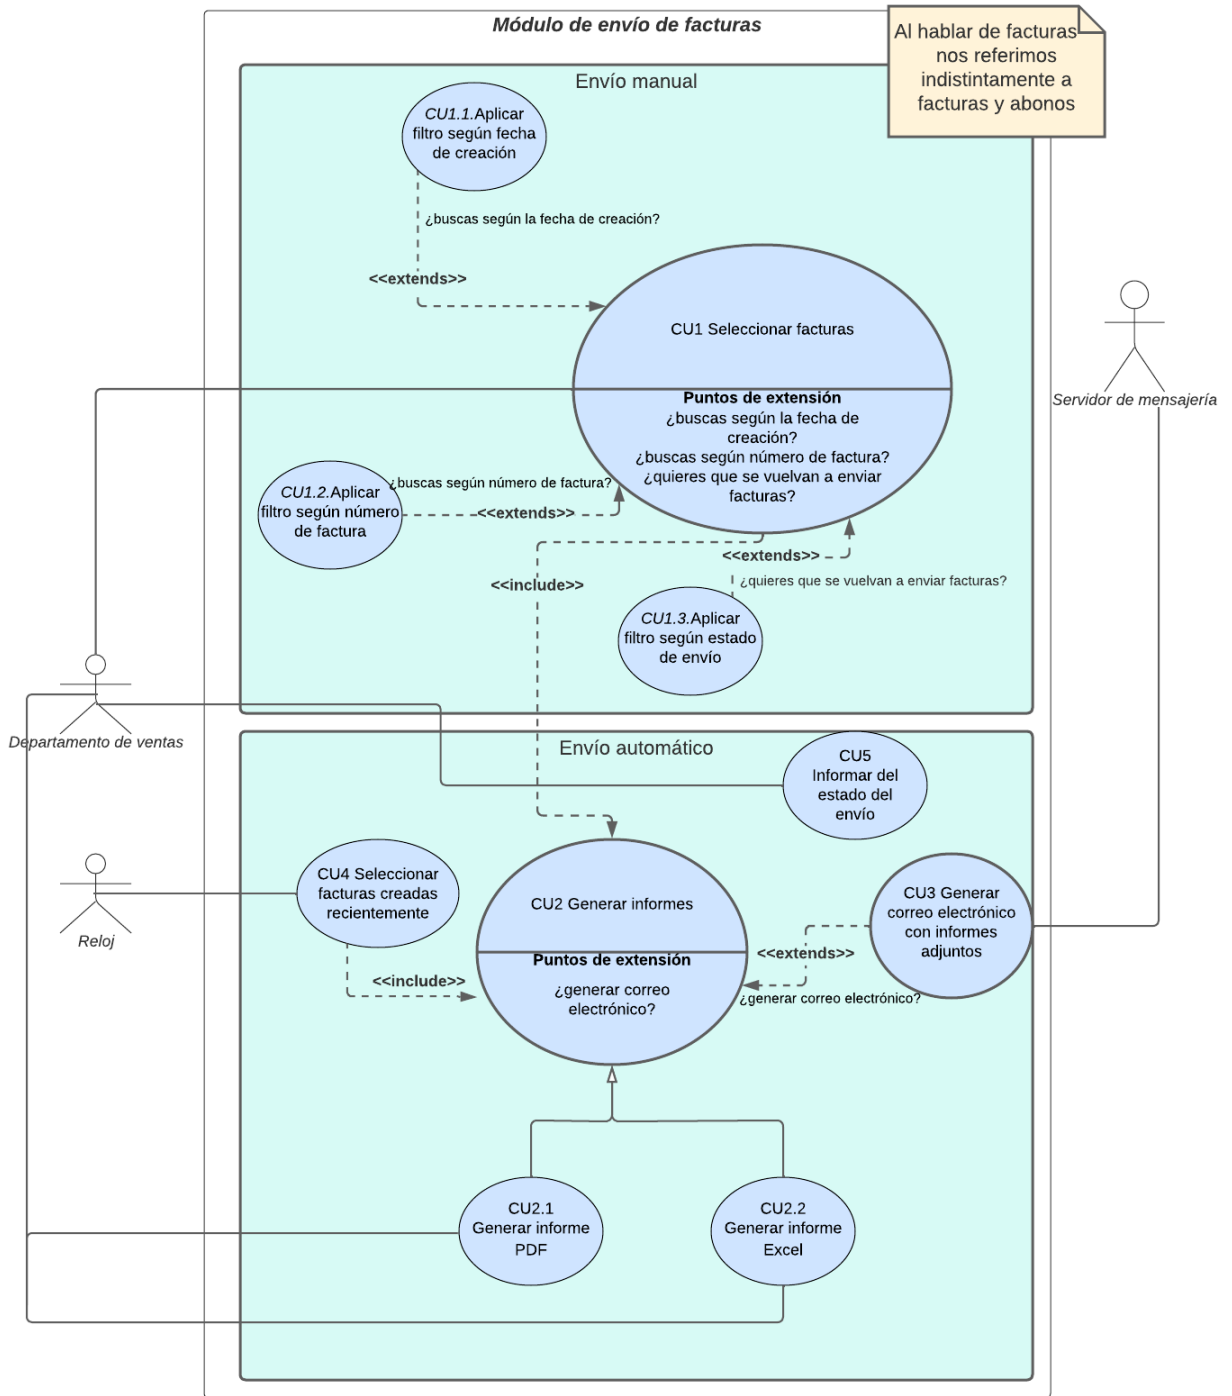 Módulo de envío de facturas
Al hablar de facturas
nos referimos
indistintamente a
facturas y abonos
Envío manual
CU1.1.Aplicar
filtro según fecha
de creación
¿buscas según la fecha de creación?
<<extends>>
CU1 Seleccionar facturas
Puntos de extensión
¿buscas según la fecha de
creación?
¿buscas según número de factura?
¿quieres que se vuelvan a enviar
facturas?
Servidor de mensajería
¿buscas según número de factura?
CU1.2.Aplicar
filtro según número
de factura
<<extends>>
<<extends>>
<<include>>
¿quieres que se vuelvan a enviar facturas?
CU1.3.Aplicar
filtro según estado
de envío
Departamento de ventas
Envío automático
CU5
Informar del
estado del
envío
CU4 Seleccionar
facturas creadas
recientemente
Reloj
CU2 Generar informes
Puntos de extensión
¿generar correo
electrónico?
CU3 Generar
correo electrónico
con informes
adjuntos
<<extends>>
<<include>>
¿generar correo electrónico?
CU2.1
Generar informe
PDF
CU2.2
Generar informe
Excel